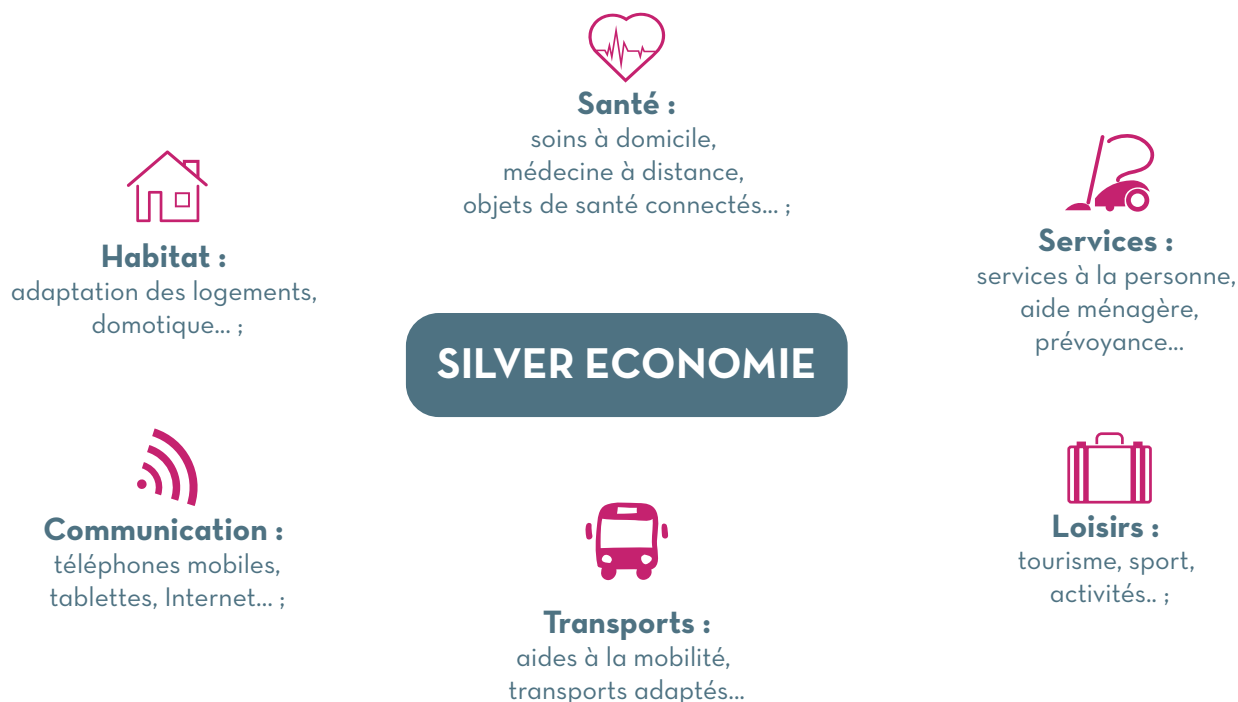 Santé :
soins à domicile,
médecine à distance,
objets de santé connectés... ;
Habitat :
adaptation des logements,
domotique... ;
Services :
services à la personne,
aide ménagère,
prévoyance...
SILVER ECONOMIE
Communication :
téléphones mobiles,
tablettes, Internet... ;
Loisirs :
tourisme, sport,
activités.. ;
Transports :
aides à la mobilité,
transports adaptés...